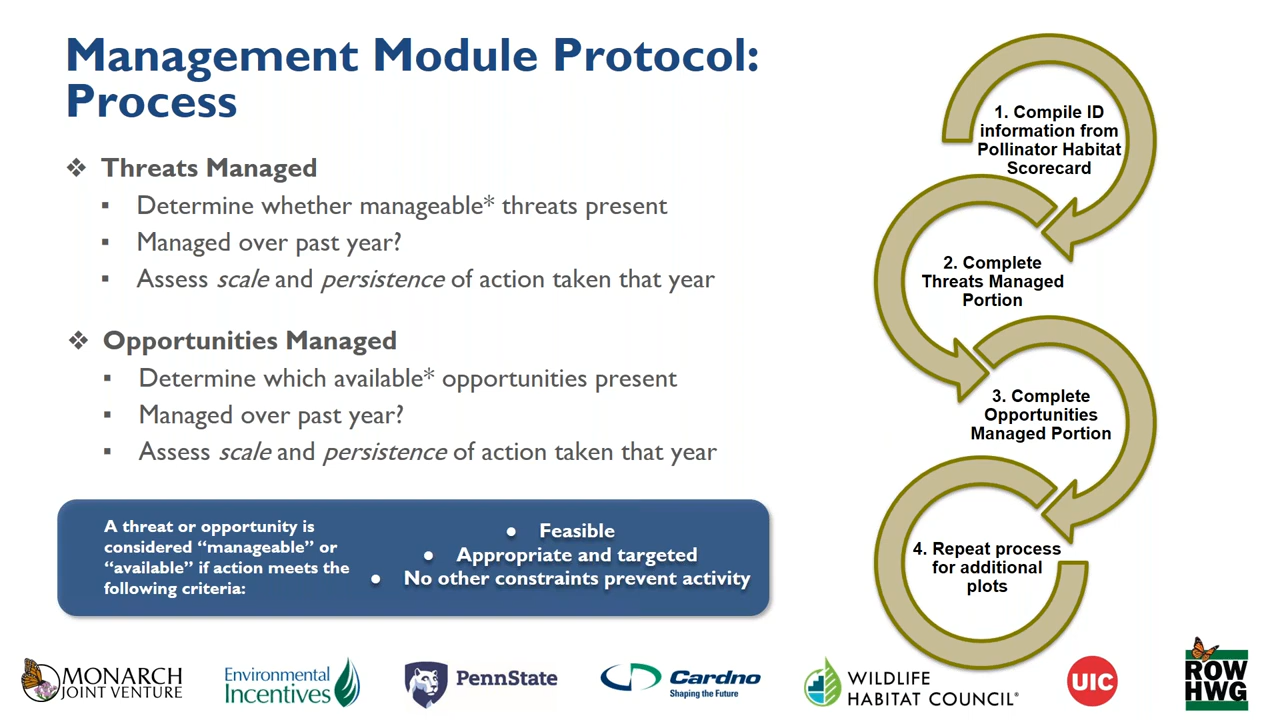 Management Module Protocol:
Process
❖ Threats Managed
▪ Determine whether manageable* threats present
▪ Managed over past year?
▪ Assess scale and persistence of action taken that year
❖ Opportunities Managed
▪ Determine which available* opportunities present
▪ Managed over past year?
▪ Assess scale and persistence of action taken that year
A threat or opportunity is
considered “manageable” or
“available” if action meets the
following criteria:
● Feasible
● Appropriate and targeted
● No other constraints prevent activity
1. Compile ID
information from
Pollinator Habitat
Scorecard
2. Complete
Threats Managed
Portion
3. Complete
Opportunities
Managed Portion
4. Repeat process
for additional
plots
MONARCH
JOINT VENTURE
Environmental
Incentives
PennState
Cardno
Shaping the Future
WILDLIFE
HABITAT COUNCIL®
UIC
ROW
HWG